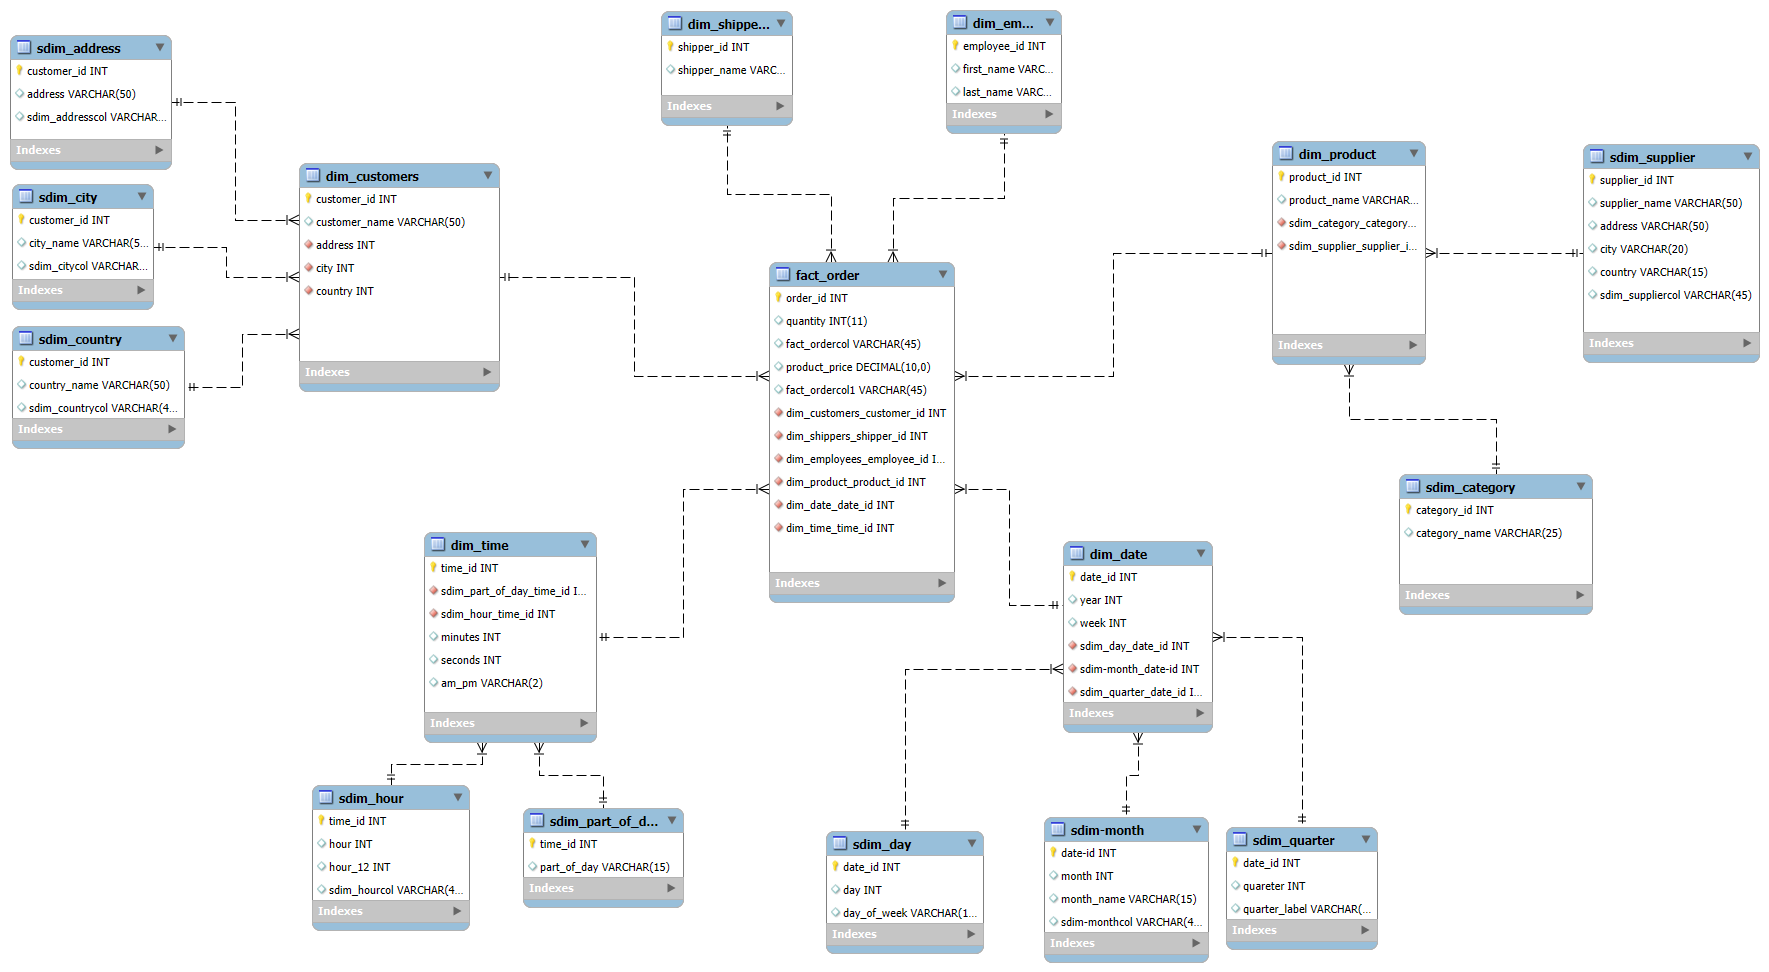 sdim_address
customer_id INT
address VARCHAR(50)
sdim_addresscol VARCHAR...
Indexes
sdim_city
customer_id INT
city_name VARCHAR(5...
sdim_citycol VARCHAR...
Indexes
sdim_country
customer_id INT
country_name VARCHAR(50)
sdim_countrycol VARCHAR(4...
Indexes
dim_customers
customer_id INT
customer_name VARCHAR(50)
address INT
city INT
country INT
Indexes
dim_shippe...
shipper_id INT
shipper_name VARC...
Indexes
dim_em...
employee_id INT
first_name VARC...
last_name VARC...
Indexes
fact_order
order_id INT
quantity INT(11)
fact_ordercol VARCHAR(45)
product_price DECIMAL(10,0)
fact_ordercol1 VARCHAR(45)
dim_customers_customer_id INT
dim_shippers_shipper_id INT
dim_employees_employee_id I...
dim_product_product_id INT
dim_date_date_id INT
dim_time_time_id INT
Indexes
dim_product
product_id INT
product_name VARCHAR...
sdim_category_category...
sdim_supplier_supplier_i...
Indexes
sdim_supplier
supplier_id INT
supplier_name VARCHAR(50)
address VARCHAR(50)
city VARCHAR(20)
country VARCHAR(15)
sdim_suppliercol VARCHAR(45)
Indexes
sdim_category
category_id INT
category_name VARCHAR(25)
Indexes
dim_time
time_id INT
sdim_part_of_day_time_id I...
sdim_hour_time_id INT
minutes INT
seconds INT
am_pm VARCHAR(2)
Indexes
dim_date
date_id INT
year INT
week INT
sdim_day_date_id INT
sdim-month_date-id INT
sdim_quarter_date_id I...
Indexes
sdim_hour
time_id INT
hour INT
hour_12 INT
sdim_hourcol VARCHAR(4...
Indexes
sdim_part_of_d...
time_id INT
part_of_day VARCHAR(15)
Indexes
sdim_day
date_id INT
day INT
day_of_week VARCHAR(1...
Indexes
sdim-month
date-id INT
month INT
month_name VARCHAR(15)
sdim-monthcol VARCHAR(4...
Indexes
sdim_quarter
date_id INT
quareter INT
quarter_label VARCHAR(...
Indexes